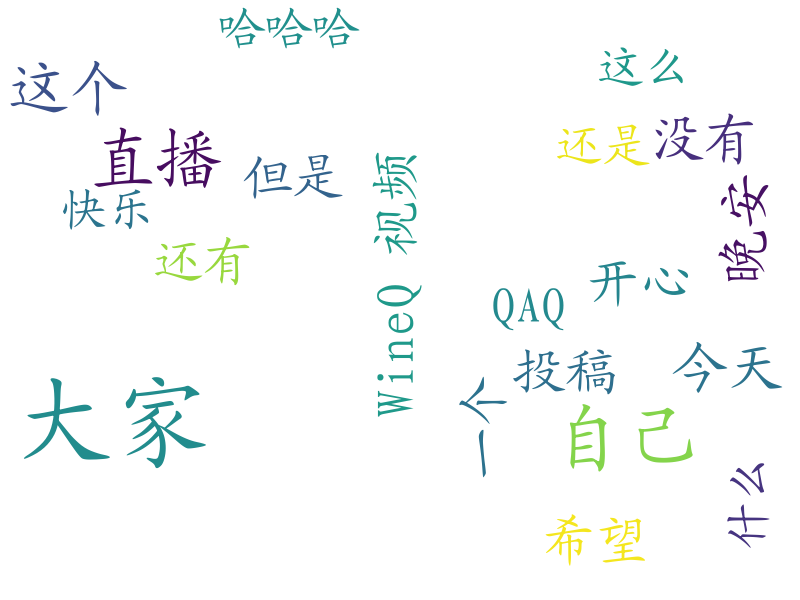 哈哈哈
这个
这么
直播
但是
还是
没有
快乐
视频
晚安
还有
WineQ
QAQ
开心
大家
一个
投稿
今天
自己
希望
什么